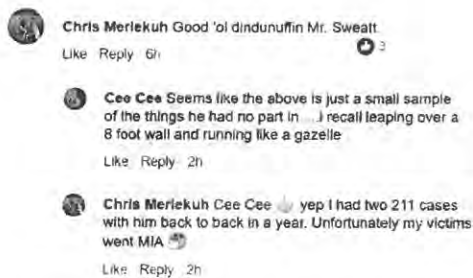 Chris Merlekuh Good 'ol dindunuffin Mr. Sweatt.
Like Reply 6h 3
Cee Cee Seems like the above is just a small sample
of the things he had no part in ....I recall leaping over a
8 foot wall and running like a gazelle
Like Reply 2h
Chris Merlekuh Cee Cee yep I had two 211 cases
with him back to back in a year. Unfortunately my victims
went MIA
Like Reply 2h